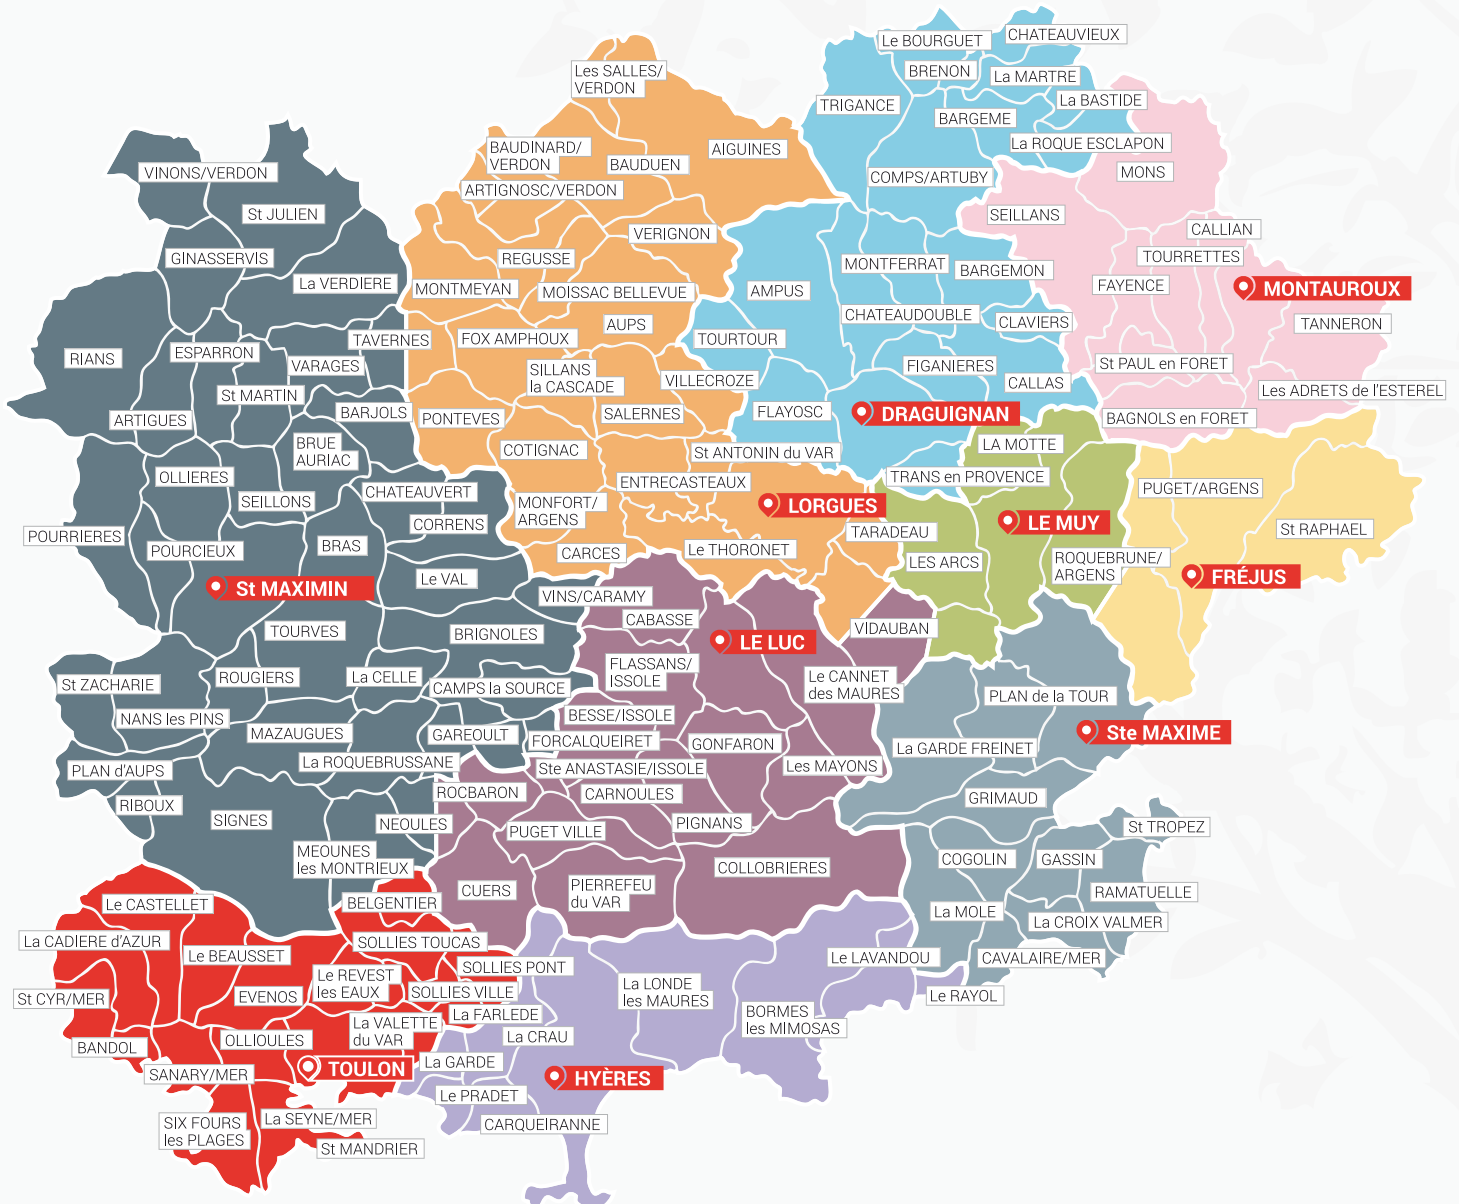 Le BOURGUET
CHATEAUVIEUX
Les SALLES/
VERDON
BRENON
La MARTRE
TRIGANCE
La BASTIDE
BARGEME
BAUDINARD/
VERDON
BAUDUEN
AIGUINES
La ROQUE ESCLAPON
VINONS/VERDON
ARTIGNOSC/VERDON
COMPS/ARTUBY
MONS
St JULIEN
SEILLANS
VERIGNON
CALLIAN
GINASSERVIS
REGUSSE
MONTFERRAT
BARGEMON
TOURRETTES
La VERDIERE
MONTMEYAN
MOISSAC BELLEVUE
AMPUS
FAYENCE
MONTAUROUX
CHATEAUDOUBLE
CLAVIERS
TANNERON
AUPS
TAVERNES
FOX AMPHOUX
TOURTOUR
RIANS
ESPARRON
VARAGES
SILLANS
la CASCADE
VILLECROZE
FIGANIERES
CALLAS
St PAUL en FORET
Les ADRETS de l'ESTEREL
St MARTIN
ARTIGUES
BARJOLS
PONTEVES
SALERNES
FLAYOSC
DRAGUIGNAN
BAGNOLS en FORET
BRUE
AURIAC
COTIGNAC
St ANTONIN du VAR
LA MOTTE
OLLIERES
SEILLONS
CHATEAUVERT
ENTRECASTEAUX
TRANS en PROVENCE
PUGET/ARGENS
CORRENS
MONFORT/
ARGENS
LORGUES
LE MUY
St RAPHAEL
POURRIERES
POURCIEUX
BRAS
CARCES
Le THORONET
TARADEAU
LES ARCS
ROQUEBRUNE/
ARGENS
FRÉJUS
St MAXIMIN
Le VAL
VINS/CARAMY
CABASSE
TOURVES
BRIGNOLES
LE LUC
VIDAUBAN
St ZACHARIE
ROUGIERS
La CELLE
CAMPS la SOURCE
FLASSANS/
ISSOLE
Le CANNET
des MAURES
PLAN de la TOUR
NANS les PINS
MAZAUGUES
GAREOULT
BESSE/ISSOLE
FORCALQUEIRET
GONFARON
La GARDE FREINET
Ste MAXIME
PLAN d'AUPS
La ROQUEBRUSSANE
Ste ANASTASIE/ISSOLE
Les MAYONS
RIBOUX
ROCBARON
CARNOULES
GRIMAUD
SIGNES
NEOULES
PUGET VILLE
PIGNANS
St TROPEZ
MEOUNES
les MONTRIEUX
COLLOBRIERES
COGOLIN
GASSIN
CUERS
PIERREFEU
du VAR
RAMATUELLE
Le CASTELLET
BELGENTIER
La MOLE
La CROIX VALMER
La CADIERE d'AZUR
Le BEAUSSET
SOLLIES TOUCAS
Le LAVANDOU
CAVALAIRE/MER
SOLLIES PONT
Le REVEST
les EAUX
La LONDE
les MAURES
St CYR/MER
EVENOS
SOLLIES VILLE
Le RAYOL
La FARLEDE
BORMES
les MIMOSAS
BANDOL
OLLIOULES
La VALETTE
du VAR
La CRAU
SANARY/MER
TOULON
La GARDE
HYÈRES
Le PRADET
SIX FOURS
les PLAGES
La SEYNE/MER
CARQUEIRANNE
St MANDRIER